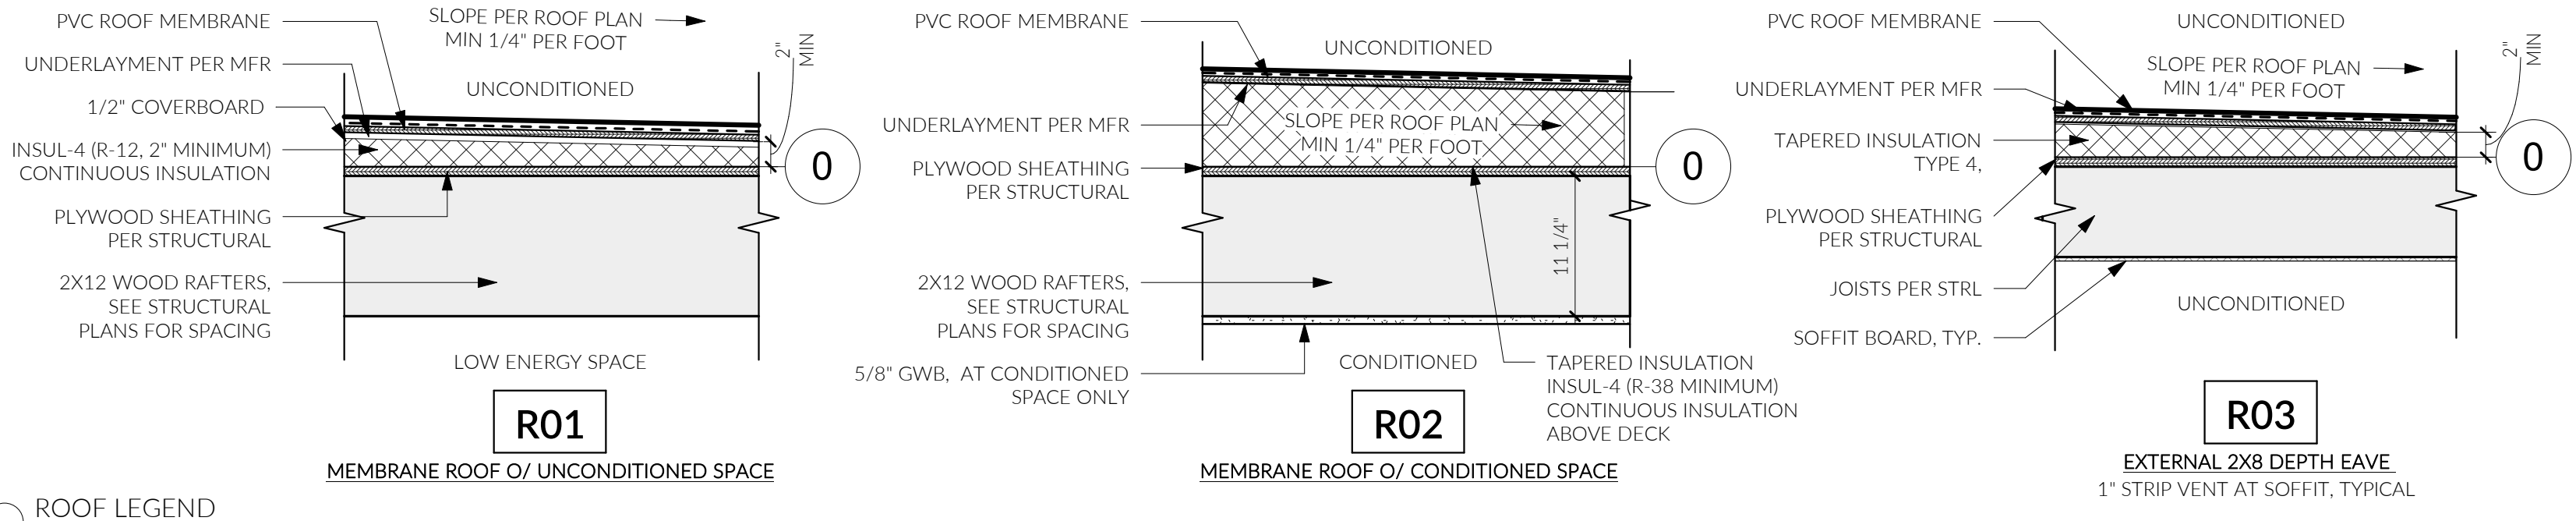 PVC ROOF MEMBRANE
UNDERLAYMENT PER MFR
1/2" COVERBOARD
INSUL-4 (R-12, 2" MINIMUM)
CONTINUOUS INSULATION
PLYWOOD SHEATHING
PER STRUCTURAL
2X12 WOOD RAFTERS,
SEE STRUCTURAL
PLANS FOR SPACING
SLOPE PER ROOF PLAN
MIN 1/4" PER FOOT
UNCONDITIONED
2"
MIN
0
LOW ENERGY SPACE
R01
MEMBRANE ROOF O/ UNCONDITIONED SPACE
PVC ROOF MEMBRANE
UNDERLAYMENT PER MFR
PLYWOOD SHEATHING
PER STRUCTURAL
2X12 WOOD RAFTERS,
SEE STRUCTURAL
PLANS FOR SPACING
5/8" GWB, AT CONDITIONED
SPACE ONLY
UNCONDITIONED
SLOPE PER ROOF PLAN
MIN 1/4" PER FOOT
0
11 1/4"
CONDITIONED
TAPERED INSULATION
INSUL-4 (R-38 MINIMUM)
CONTINUOUS INSULATION
ABOVE DECK
R02
MEMBRANE ROOF O/ CONDITIONED SPACE
PVC ROOF MEMBRANE
UNDERLAYMENT PER MFR
TAPERED INSULATION
TYPE 4,
PLYWOOD SHEATHING
PER STRUCTURAL
JOISTS PER STRL
SOFFIT BOARD, TYP.
UNCONDITIONED
SLOPE PER ROOF PLAN
MIN 1/4" PER FOOT
2"
MIN
0
UNCONDITIONED
R03
EXTERNAL 2X8 DEPTH EAVE
1" STRIP VENT AT SOFFIT, TYPICAL
ROOF LEGEND